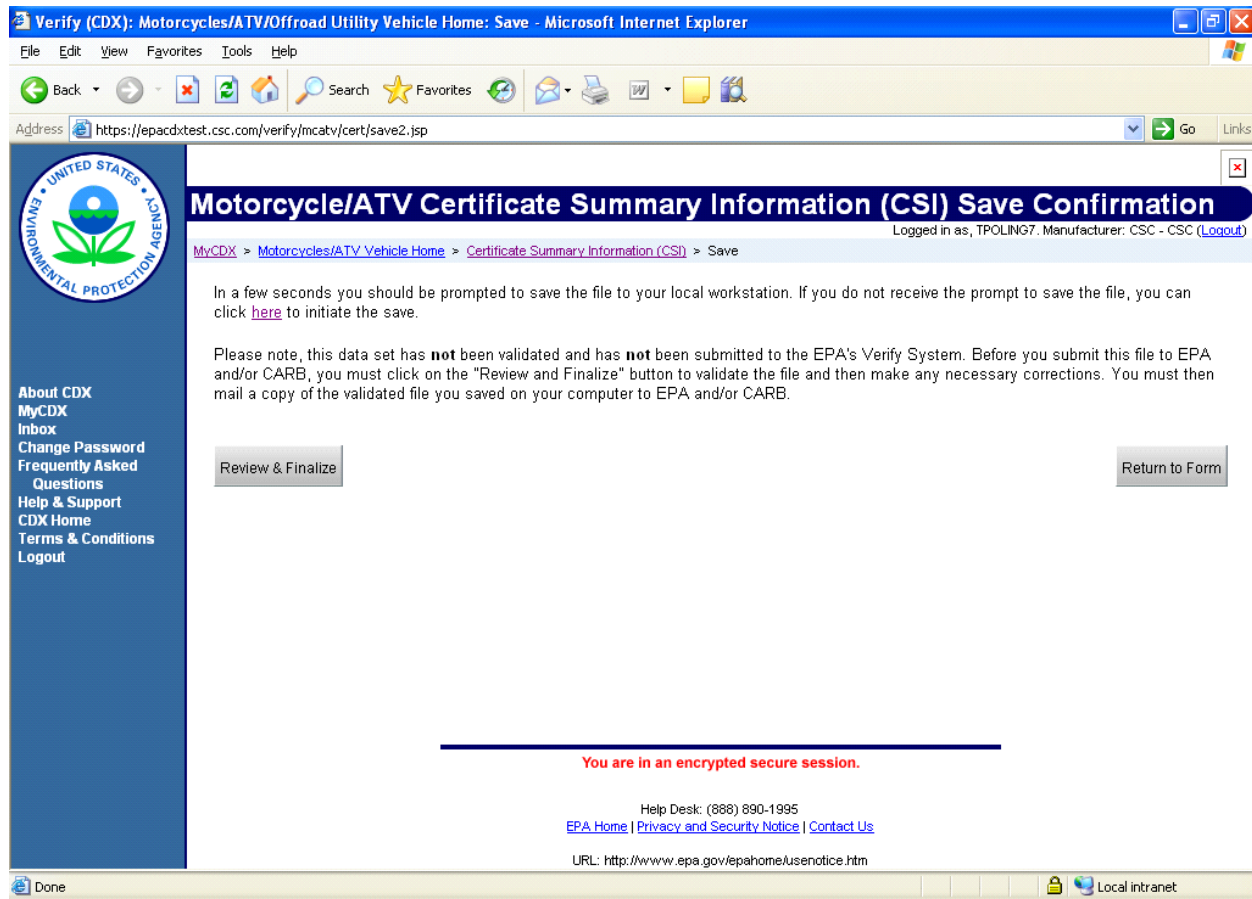 Verify (CDX): Motorcycles/ATV/Offroad Utility Vehicle Home: Save - Microsoft Internet Explorer
File Edit View Favorites Tools Help
Back Search Favorites
Address https://epacdxtest.csc.com/verify/mcatv/cert/save2.jsp Go Links
UNITED STATES ENVIRONMENTAL PROTECTION AGENCY
Motorcycle/ATV Certificate Summary Information (CSI) Save Confirmation
Logged in as, TPOLING7. Manufacturer: CSC - CSC (Logout)
MyCDX > Motorcycles/ATV Vehicle Home > Certificate Summary Information (CSI) > Save
In a few seconds you should be prompted to save the file to your local workstation. If you do not receive the prompt to save the file, you can
click here to initiate the save.
Please note, this data set has not been validated and has not been submitted to the EPA's Verify System. Before you submit this file to EPA
and/or CARB, you must click on the "Review and Finalize" button to validate the file and then make any necessary corrections. You must then
mail a copy of the validated file you saved on your computer to EPA and/or CARB.
About CDX
MyCDX
Inbox
Change Password
Frequently Asked
Questions
Help & Support
CDX Home
Terms & Conditions
Logout
Review & Finalize
Return to Form
You are in an encrypted secure session.
Help Desk: (888) 890-1995
EPA Home | Privacy and Security Notice | Contact Us
URL: http://www.epa.gov/epahome/usenotice.htm
Done Local intranet